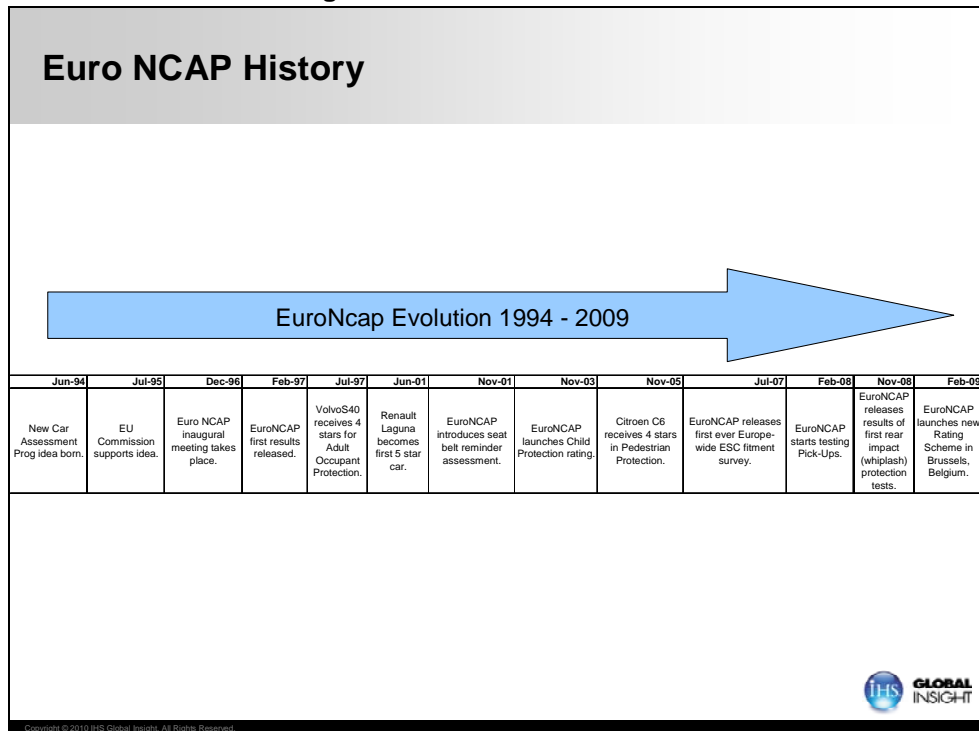 Euro NCAP History
EuroNcap Evolution 1994 - 2009
Jun-94 Jul-95 Dec-96 Feb-97 Jul-97 Jun-01 Nov-01 Nov-03 Nov-05 Jul-07 Feb-08 Nov-08 Feb-09
New Car
Assessment
Prog idea born.
EU
Commission
supports idea.
Euro NCAP
inaugural
meeting takes
place.
EuroNCAP
first results
released.
VolvoS40
receives 4
stars for
Adult
Occupant
Protection.
Renault
Laguna
becomes
first 5 star
car.
EuroNCAP
introduces seat
belt reminder
assessment.
EuroNCAP
launches Child
Protection rating.
Citroen C6
receives 4 stars
in Pedestrian
Protection.
EuroNCAP releases
first ever Europe-
wide ESC fitment
survey.
EuroNCAP
starts testing
Pick-Ups.
EuroNCAP
releases
results of
first rear
impact
(whiplash)
protection
tests.
EuroNCAP
launches new
Rating
Scheme in
Brussels,
Belgium.
IHS
GLOBAL
INSIGHT
Copyright © 2010 IHS Global Insight. All Rights Reserved.